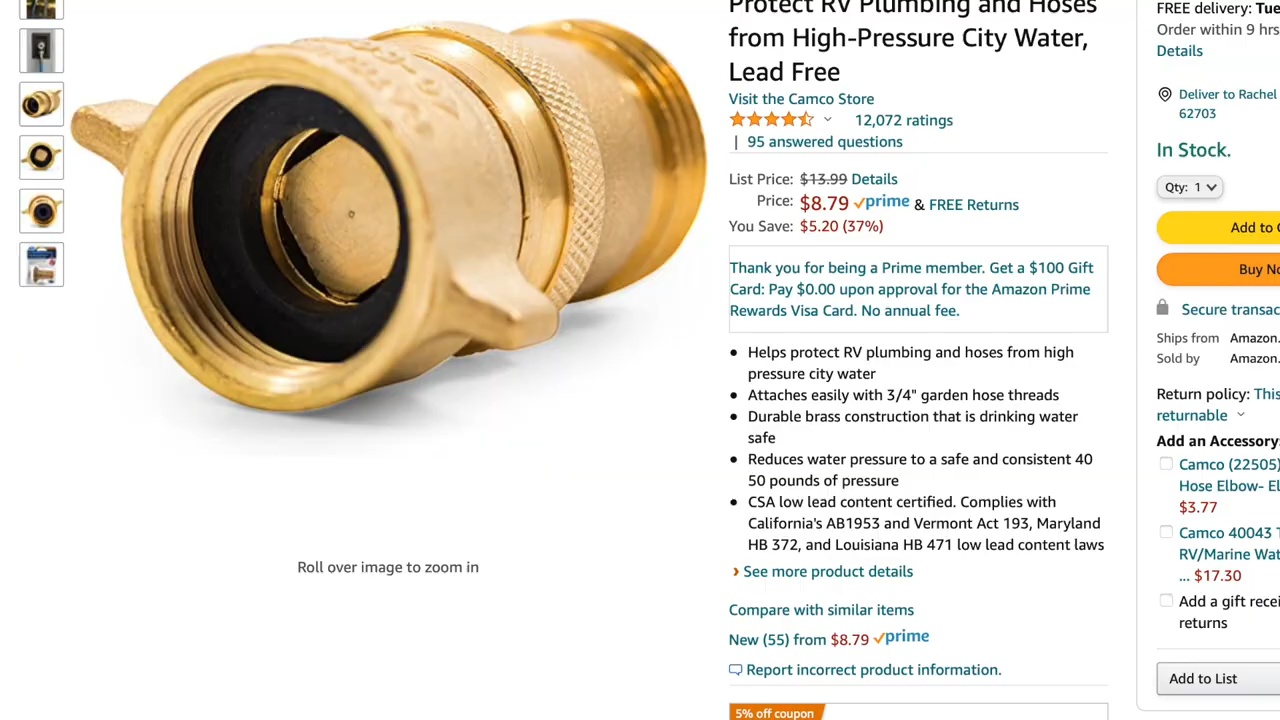 Protect RV Plumbing and Hoses
from High-Pressure City Water,
Lead Free
Visit the Camco Store
12,072 ratings
| 95 answered questions
List Price: $13.99 Details
Price: $8.79 prime & FREE Returns
You Save: $5.20 (37%)
Thank you for being a Prime member. Get a $100 Gift
Card: Pay $0.00 upon approval for the Amazon Prime
Rewards Visa Card. No annual fee.
• Helps protect RV plumbing and hoses from high
pressure city water
• Attaches easily with 3/4" garden hose threads
• Durable brass construction that is drinking water
safe
• Reduces water pressure to a safe and consistent 40
50 pounds of pressure
• CSA low lead content certified. Complies with
California's AB1953 and Vermont Act 193, Maryland
HB 372, and Louisiana HB 471 low lead content laws
› See more product details
Compare with similar items
New (55) from $8.79 prime
Report incorrect product information.
5% off coupon
Roll over image to zoom in
FREE delivery: Tue
Order within 9 hrs
Details
Deliver to Rachel
62703
In Stock.
Qty: 1
Add to C
Buy No
Secure transac
Ships from Amazon.
Sold by Amazon.
Return policy: This
returnable
Add an Accessory:
Camco (22505)
Hose Elbow- El
$3.77
Camco 40043 T
RV/Marine Wat
... $17.30
Add a gift recei
returns
Add to List